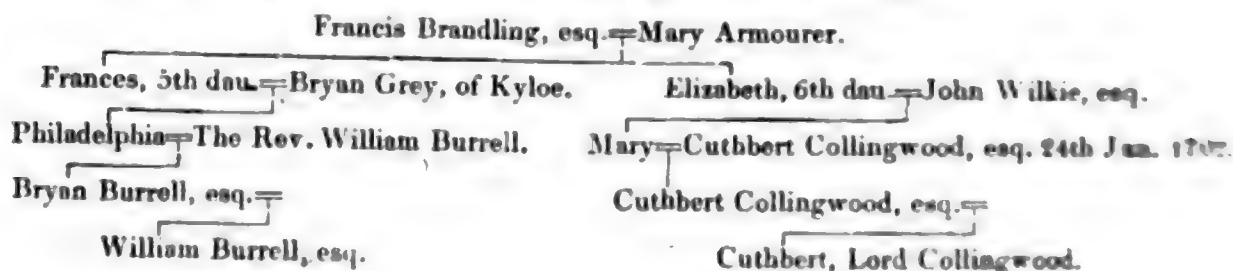 Francis Brandling, esq.=Mary Armourer.
Frances, 5th dau.=Bryan Grey, of Kyloe. Elizabeth, 6th dau.=John Wilkie, esq.
Philadelphia=The Rev. William Burrell. Mary=Cuthbert Collingwood, esq. 24th Jan.
Bryan Burrell, esq.= Cuthbert Collingwood, esq.=
William Burrell, esq. Cuthbert, Lord Collingwood.